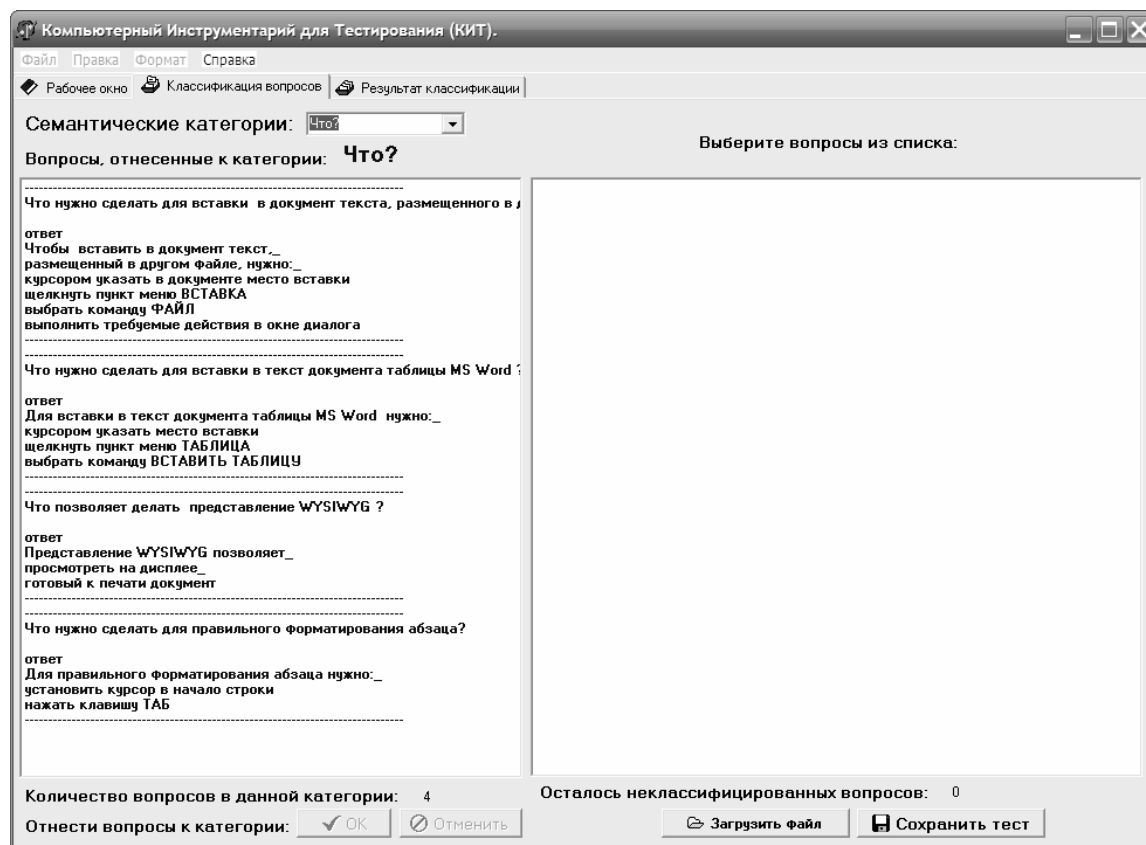 Компьютерный Инструментарий для Тестирования (КИТ).
Файл Правка Формат Справка
Рабочее окно Классификация вопросов Результат классификации
Семантические категории: Что?
Выберите вопросы из списка:
Вопросы, отнесенные к категории: Что?
Что нужно сделать для вставки в документ текста, размещенного в д
ответ
Чтобы вставить в документ текст,_
размещенный в другом файле, нужно:_
курсором указать в документе место вставки
щелкнуть пункт меню ВСТАВКА
выбрать команду ФАЙЛ
выполнить требуемые действия в окне диалога
Что нужно сделать для вставки в текст документа таблицы MS Word ?
ответ
Для вставки в текст документа таблицы MS Word нужно:_
курсором указать место вставки
щелкнуть пункт меню ТАБЛИЦА
выбрать команду ВСТАВИТЬ ТАБЛИЦУ
Что позволяет делать представление WYSIWYG ?
ответ
Представление WYSIWYG позволяет_
просмотреть на дисплее_
готовый к печати документ
Что нужно сделать для правильного форматирования абзаца?
ответ
Для правильного форматирования абзаца нужно:_
установить курсор в начало строки
нажать клавишу ТАБ
Количество вопросов в данной категории: 4
Осталось неклассифицированных вопросов: 0
Отнести вопросы к категории: OK Отменить
Загрузить файл Сохранить тест